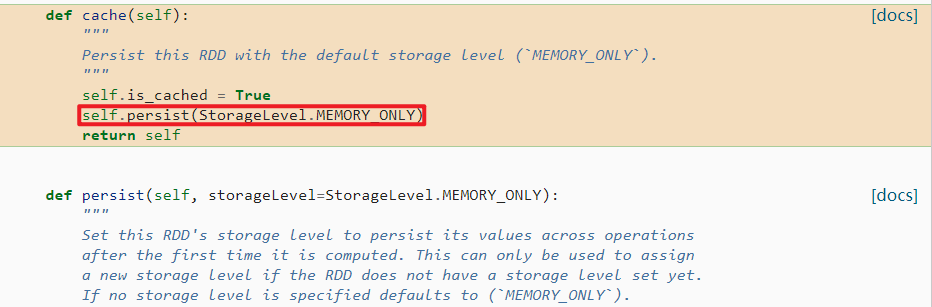 def cache(self): [docs]
"""
Persist this RDD with the default storage level (`MEMORY_ONLY`).
"""
self.is_cached = True
self.persist(StorageLevel.MEMORY_ONLY)
return self
def persist(self, storageLevel=StorageLevel.MEMORY_ONLY): [docs]
"""
Set this RDD's storage level to persist its values across operations
after the first time it is computed. This can only be used to assign
a new storage level if the RDD does not have a storage level set yet.
If no storage level is specified defaults to (`MEMORY_ONLY`).